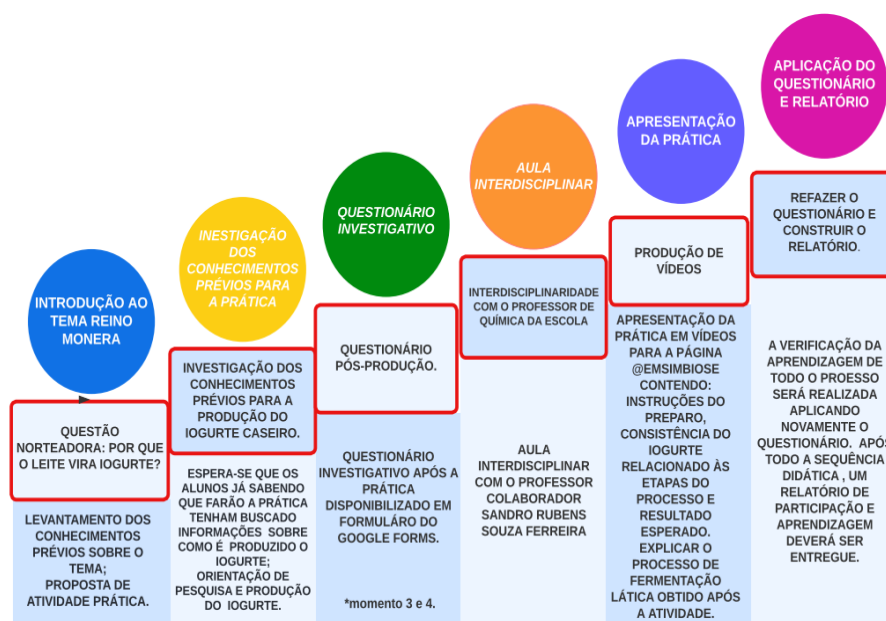 INTRODUÇÃO AO
TEMA REINO
MONERA
QUESTÃO
NORTEADORA: POR QUE
O LEITE VIRA IOGURTE?
LEVANTAMENTO DOS
CONHECIMENTOS
PRÉVIOS SOBRE O
TEMA;
PROPOSTA DE
ATIVIDADE PRÁTICA.
INESTIGAÇÃO
DOS
CONHECIMENTOS
PRÉVIOS PARA
A PRÁTICA
INVESTIGAÇÃO DOS
CONHECIMENTOS
PRÉVIOS PARA A
PRODUÇÃO DO
IOGURTE CASEIRO.
ESPERA-SE QUE OS
ALUNOS JÁ SABENDO
QUE FARÃO A PRÁTICA
TENHAM BUSCADO
INFORMAÇÕES SOBRE
COMO É PRODUZIDO O
IOGURTE;
ORIENTAÇÃO DE
PESQUISA E PRODUÇÃO
DO IOGURTE.
QUESTIONÁRIO
INVESTIGATIVO
QUESTIONÁRIO
PÓS-PRODUÇÃO.
QUESTIONÁRIO
INVESTIGATIVO APÓS A
PRÁTICA
DISPONIBILIZADO EM
FORMULÁRO DO
GOOGLE FORMS.
*momento 3 e 4.
AULA
INTERDISCIPLINAR
INTERDISCIPLINARIDADE
COM O PROFESSOR DE
QUÍMICA DA ESCOLA
AULA
INTERDISCIPLINAR
COM O PROFESSOR
COLABORADOR
SANDRO RUBENS
SOUZA FERREIRA
APRESENTAÇÃO
DA PRÁTICA
PRODUÇÃO DE
VÍDEOS
APRESENTAÇÃO DA
PRÁTICA EM VÍDEOS
PARA A PÁGINA
@EMSIMBIOSE
CONTENDO:
INSTRUÇÕES DO
PREPARO,
CONSISTÊNCIA DO
IOGURTE
RELACIONADO ÀS
ETAPAS DO
PROCESSO E
RESULTADO
ESPERADO.
EXPLICAR O
PROCESSO DE
FERMENTAÇÃO
LÁTICA OBTIDO APÓS
A ATIVIDADE.
APLICAÇÃO DO
QUESTIONÁRIO
E RELATÓRIO
REFAZER O
QUESTIONÁRIO E
CONSTRUIR O
RELATÓRIO.
A VERIFICAÇÃO DA
APRENDIZAGEM DE
TODO O PROESSO
SERÁ REALIZADA
APLICANDO
NOVAMENTE O
QUESTIONÁRIO. APÓS
TODO A SEQUÊNCIA
DIDÁTICA , UM
RELATÓRIO DE
PARTICIPAÇÃO E
APRENDIZAGEM
DEVERÁ SER
ENTREGUE.